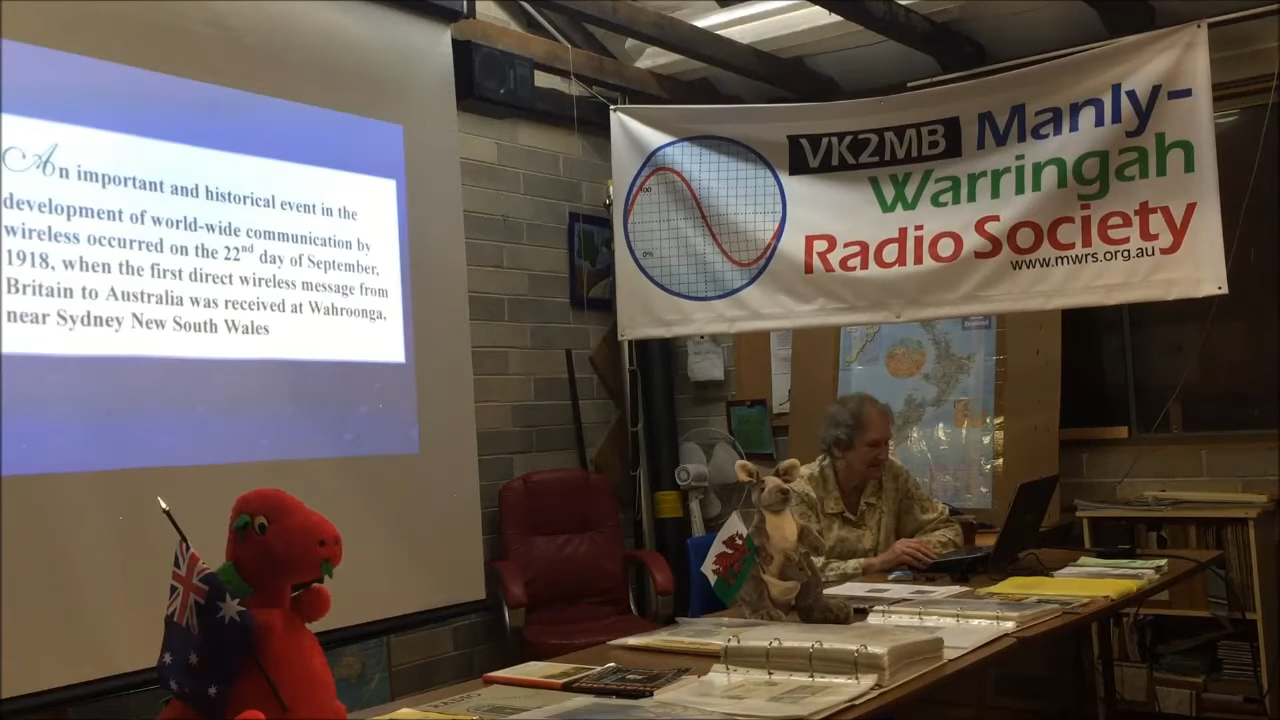 An important and historical event in the
development of world-wide communication by
wireless occurred on the 22nd day of September,
1918, when the first direct wireless message from
Britain to Australia was received at Wahroonga,
near Sydney New South Wales
VK2MB Manly-
Warringah
Radio Society
www.mwrs.org.au
100
0%